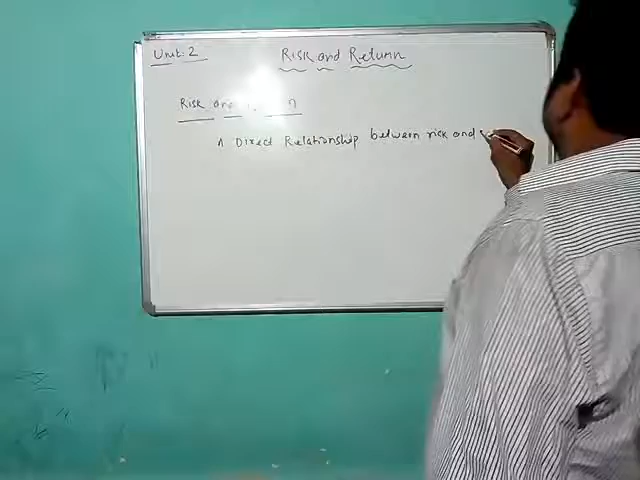 Unit: 2
Risk and Return
Risk and
A Direct Relationship between risk and